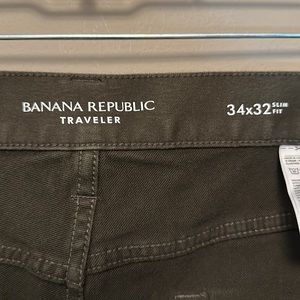 BANANA REPUBLIC
TRAVELER
34x32 SLIM
FIT